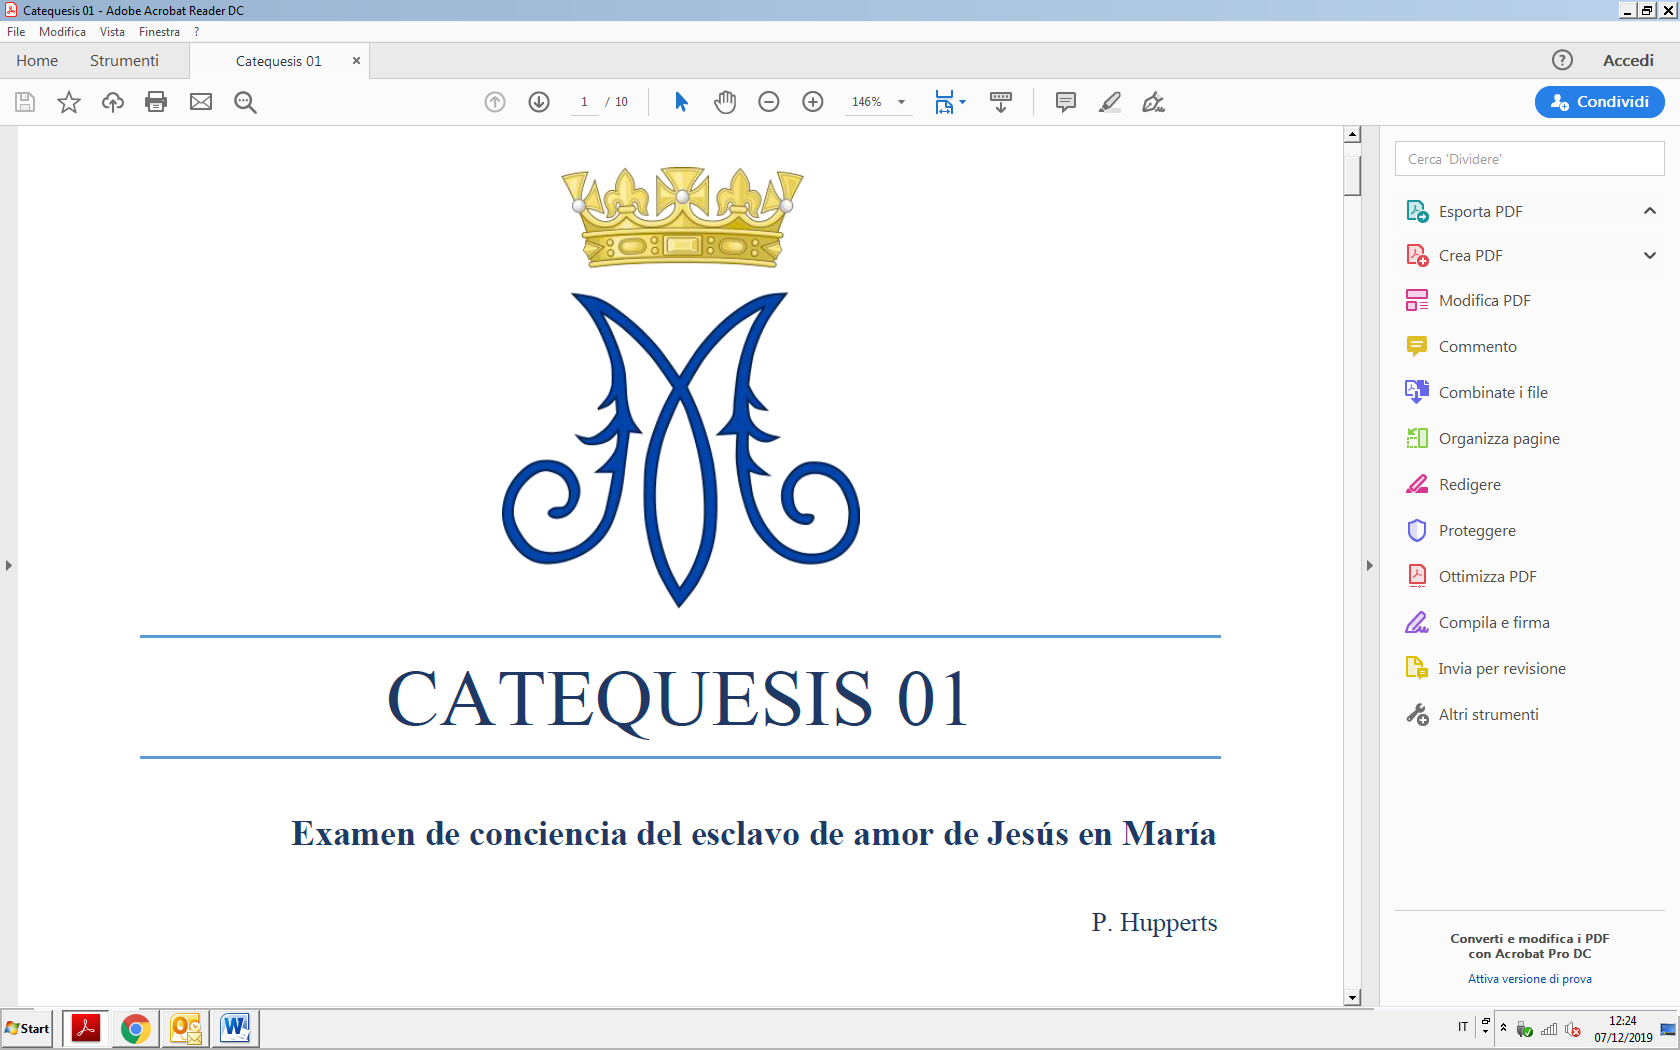 Catequesis 01 - Adobe Acrobat Reader DC
File Modifica Vista Finestra ?
Home Strumenti Catequesis 01 Accedi
1 / 10 146% Condividi
Cerca 'Dividere'
Esporta PDF
Crea PDF
Modifica PDF
Commento
Combinate i file
Organizza pagine
Redigere
Proteggere
Ottimizza PDF
Compila e firma
Invia per revisione
Altri strumenti
CATEQUESIS 01
Examen de conciencia del esclavo de amor de Jesús en María
P. Hupperts
Converti e modifica i PDF
con Acrobat Pro DC
Attiva versione di prova
Start IT 12:24
07/12/2019